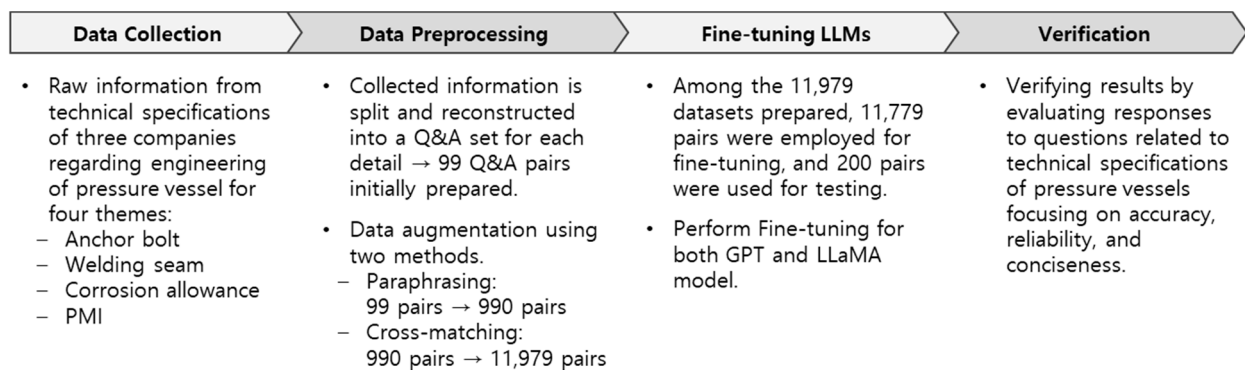 Data Collection
Data Preprocessing
Fine-tuning LLMs
Verification
• Raw information from
technical specifications
of three companies
regarding engineering
of pressure vessel for
four themes:
– Anchor bolt
– Welding seam
– Corrosion allowance
– PMI
• Collected information is
split and reconstructed
into a Q&A set for each
detail → 99 Q&A pairs
initially prepared.
• Data augmentation using
two methods.
– Paraphrasing:
99 pairs → 990 pairs
– Cross-matching:
990 pairs → 11,979 pairs
• Among the 11,979
datasets prepared, 11,779
pairs were employed for
fine-tuning, and 200 pairs
were used for testing.
• Perform Fine-tuning for
both GPT and LLaMA
model.
• Verifying results by
evaluating responses
to questions related to
technical specifications
of pressure vessels
focusing on accuracy,
reliability, and
conciseness.